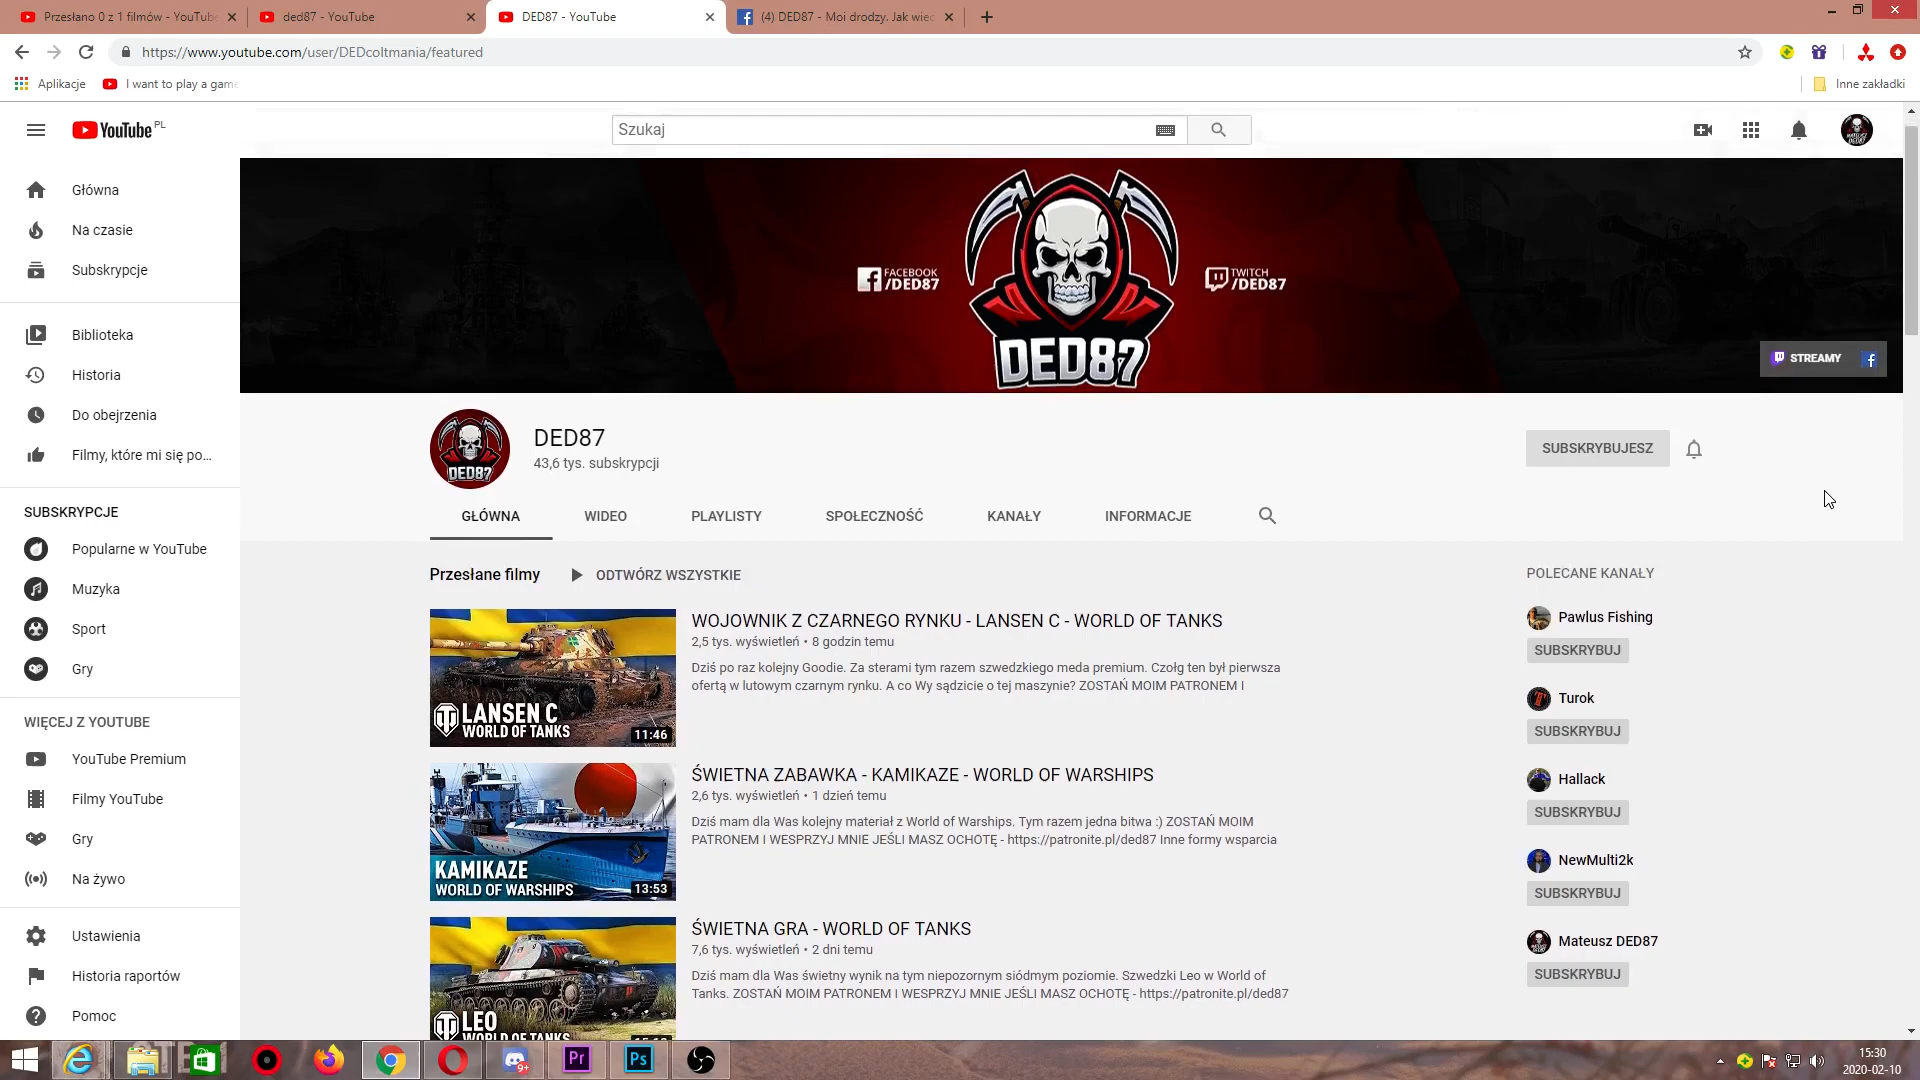 Przesłano 0 z 1 filmów - YouTube
ded87 - YouTube
DED87 - YouTube
(4) DED87 - Moi drodzy. Jak wiec
https://www.youtube.com/user/DEDcoltmania/featured
Aplikacje
I want to play a game
Inne zakładki
YouTube PL
Szukaj
Główna
Na czasie
Subskrypcje
Biblioteka
Historia
Do obejrzenia
Filmy, które mi się po...
SUBSKRYPCJE
Popularne w YouTube
Muzyka
Sport
Gry
WIĘCEJ Z YOUTUBE
YouTube Premium
Filmy YouTube
Gry
Na żywo
Ustawienia
Historia raportów
Pomoc
FACEBOOK
/DED87
DED87
TWITCH
/DED87
STREAMY
DED87
DED87
43,6 tys. subskrypcji
SUBSKRYBUJESZ
GŁÓWNA
WIDEO
PLAYLISTY
SPOŁECZNOŚĆ
KANAŁY
INFORMACJE
Przesłane filmy
ODTWÓRZ WSZYSTKIE
LANSEN C
WORLD OF TANKS
11:46
WOJOWNIK Z CZARNEGO RYNKU - LANSEN C - WORLD OF TANKS
2,5 tys. wyświetleń • 8 godzin temu
Dziś po raz kolejny Goodie. Za sterami tym razem szwedzkiego meda premium. Czołg ten był pierwsza
ofertą w lutowym czarnym rynku. A co Wy sądzicie o tej maszynie? ZOSTAŃ MOIM PATRONEM I
KAMIKAZE
WORLD OF WARSHIPS
13:53
ŚWIETNA ZABAWKA - KAMIKAZE - WORLD OF WARSHIPS
2,6 tys. wyświetleń • 1 dzień temu
Dziś mam dla Was kolejny materiał z World of Warships. Tym razem jedna bitwa :) ZOSTAŃ MOIM
PATRONEM I WESPRZYJ MNIE JEŚLI MASZ OCHOTĘ - https://patronite.pl/ded87 Inne formy wsparcia
LEO
WORLD OF TANKS
ŚWIETNA GRA - WORLD OF TANKS
7,6 tys. wyświetleń • 2 dni temu
Dziś mam dla Was świetny wynik na tym niepozornym siódmym poziomie. Szwedzki Leo w World of
Tanks. ZOSTAŃ MOIM PATRONEM I WESPRZYJ MNIE JEŚLI MASZ OCHOTĘ - https://patronite.pl/ded87
POLECANE KANAŁY
Pawlus Fishing
SUBSKRYBUJ
Turok
SUBSKRYBUJ
Hallack
SUBSKRYBUJ
NewMulti2k
SUBSKRYBUJ
Mateusz DED87
SUBSKRYBUJ
9+
Pr
Ps
15:30
2020-02-10